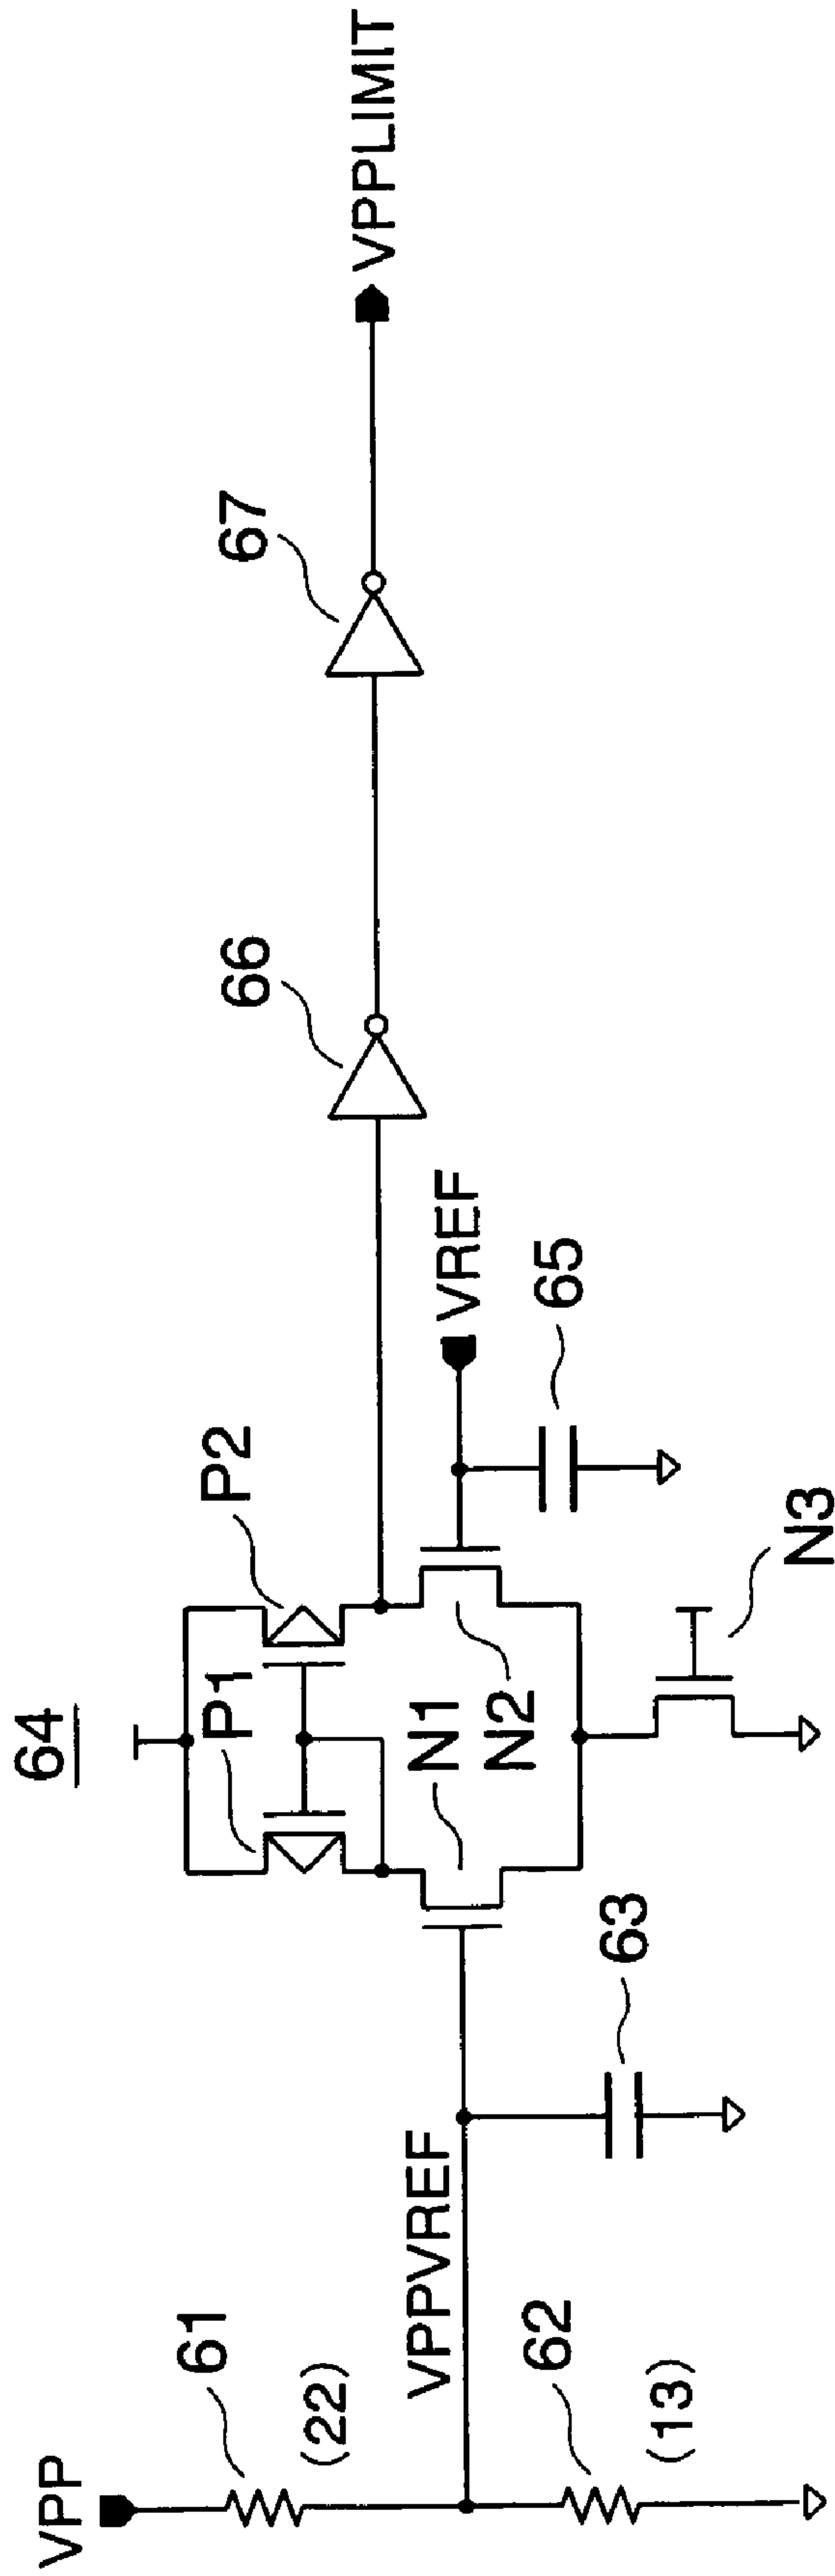 VPP
61
(22)
VPPVREF
62
(13)
63
64
P1
P2
N1
N2
N3
VREF
65
66
67
VPPLIMIT